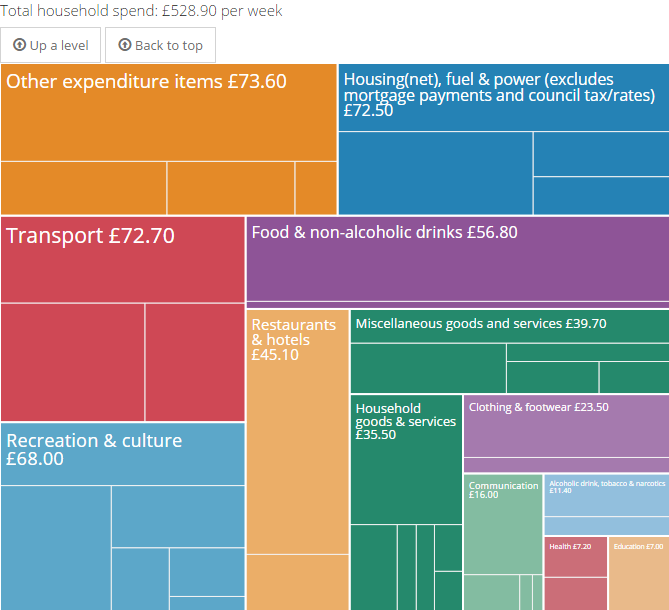 Total household spend: £528.90 per week
Up a level
Back to top
Other expenditure items £73.60
Housing(net), fuel & power (excludes
mortgage payments and council tax/rates)
£72.50
Transport £72.70
Food & non-alcoholic drinks £56.80
Restaurants
& hotels
£45.10
Miscellaneous goods and services £39.70
Household
goods & services
£35.50
Clothing & footwear £23.50
Recreation & culture
£68.00
Communication
£16.00
Alcoholic drink, tobacco & narcotics
£11.40
Health £7.20
Education £7.00